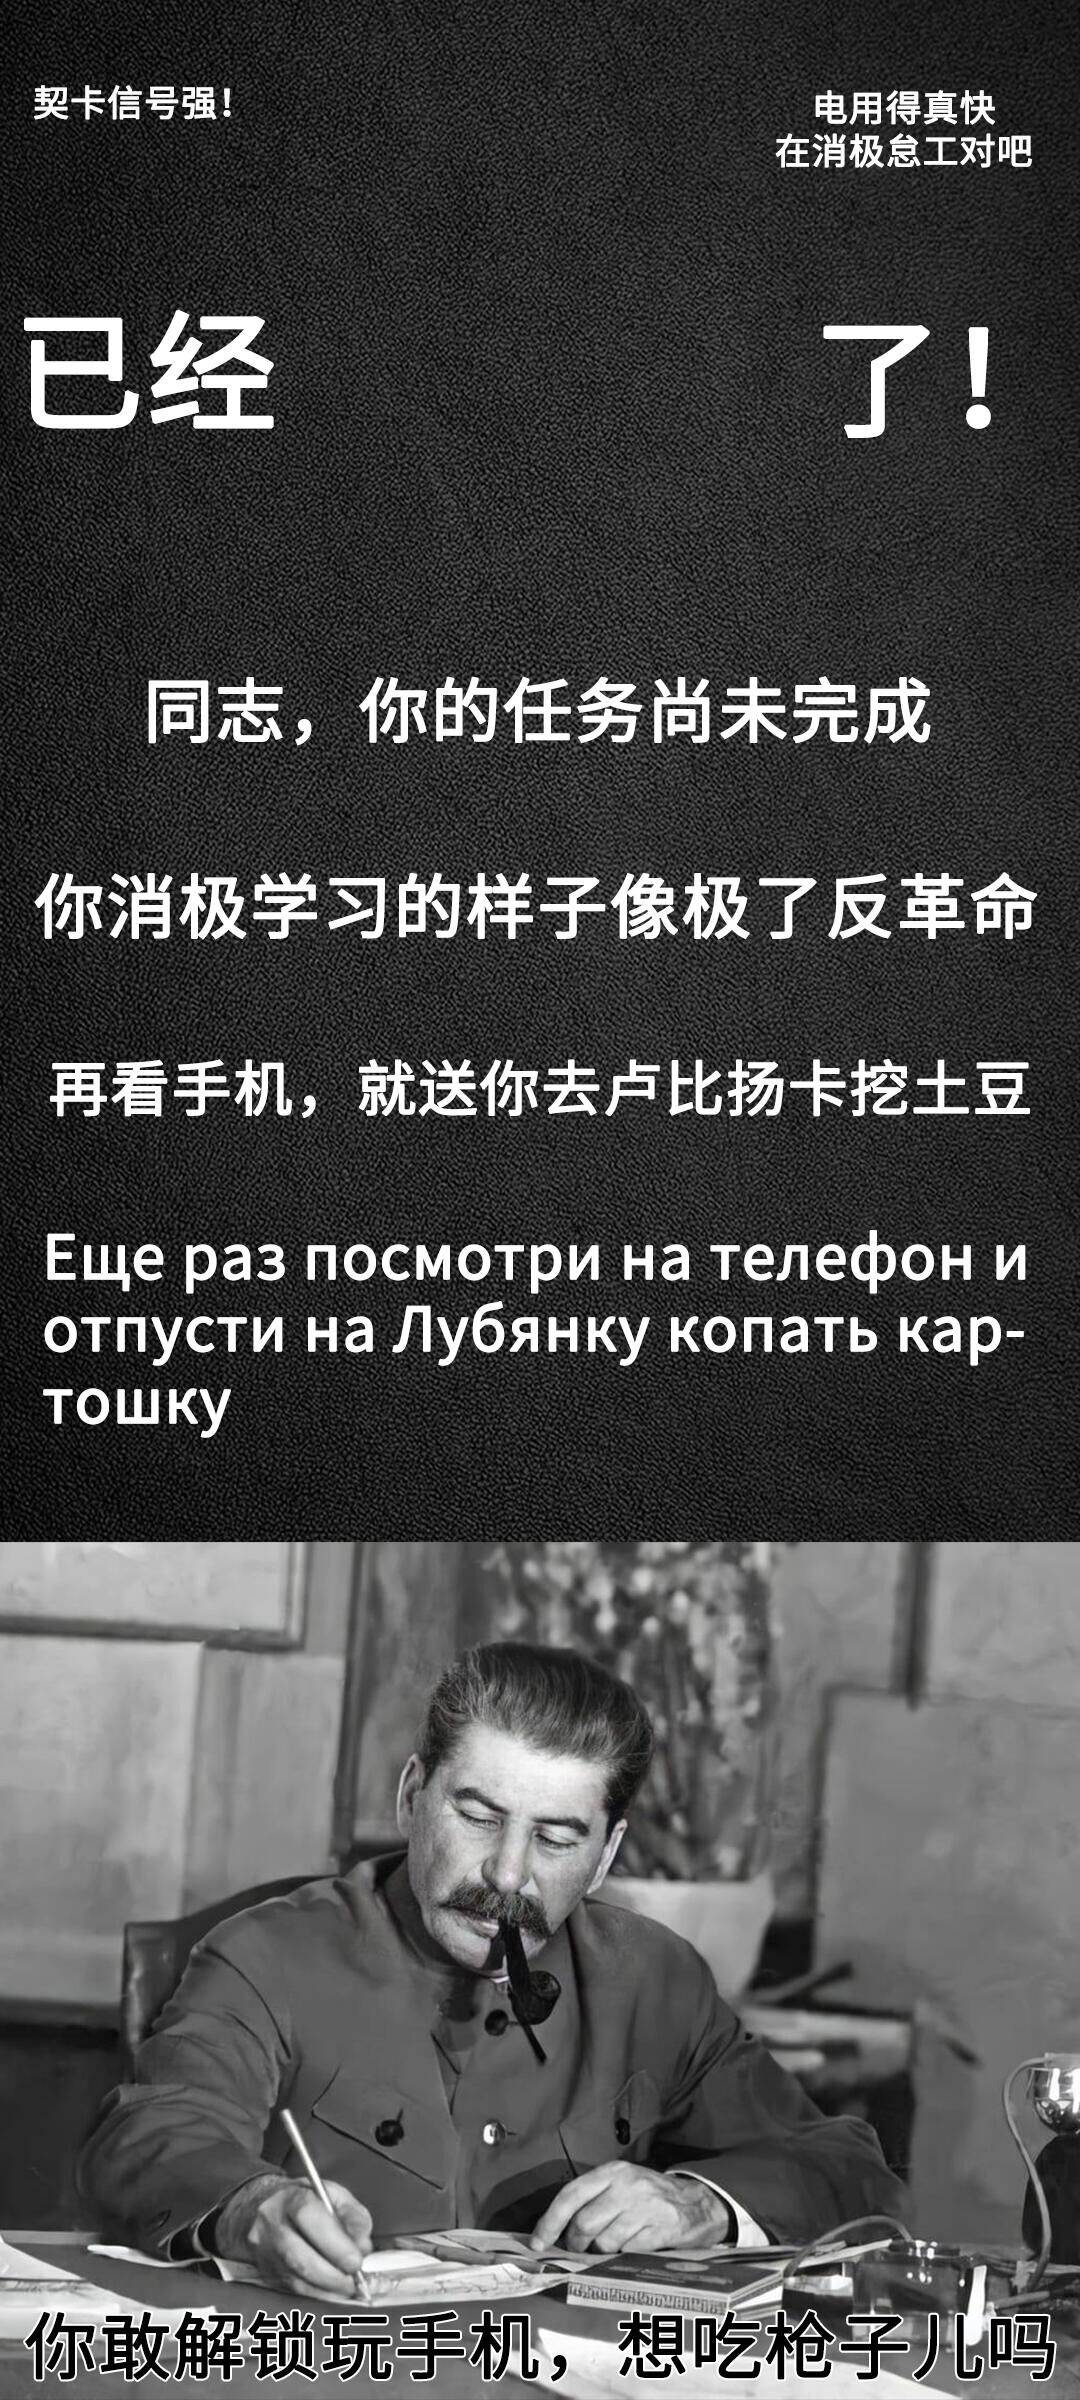 契卡信号强！
电用得真快
在消极怠工对吧
已经 了！
同志，你的任务尚未完成
你消极学习的样子像极了反革命
再看手机，就送你去卢比扬卡挖土豆
Еще раз посмотри на телефон и
отпусти на Лубянку копать кар-
тошку
你敢解锁玩手机，想吃枪子儿吗